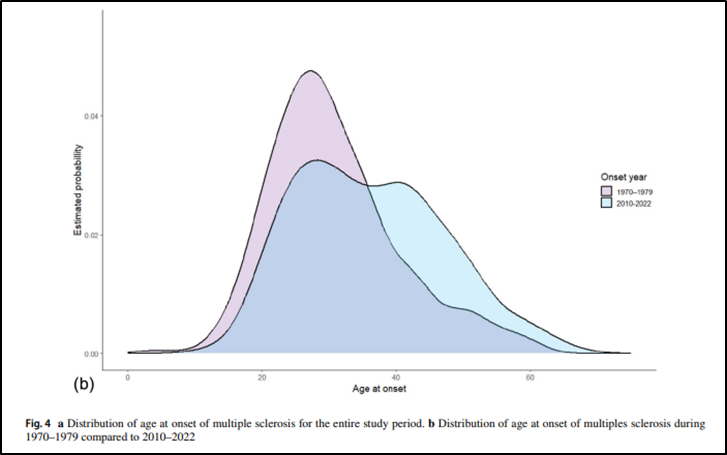 0.04
Estimated probability
Onset year
1970–1979
2010-2022
0.02
0.00
(b)
0
20
40
60
Age at onset
Fig. 4 a Distribution of age at onset of multiple sclerosis for the entire study period. b Distribution of age at onset of multiples sclerosis during
1970–1979 compared to 2010–2022